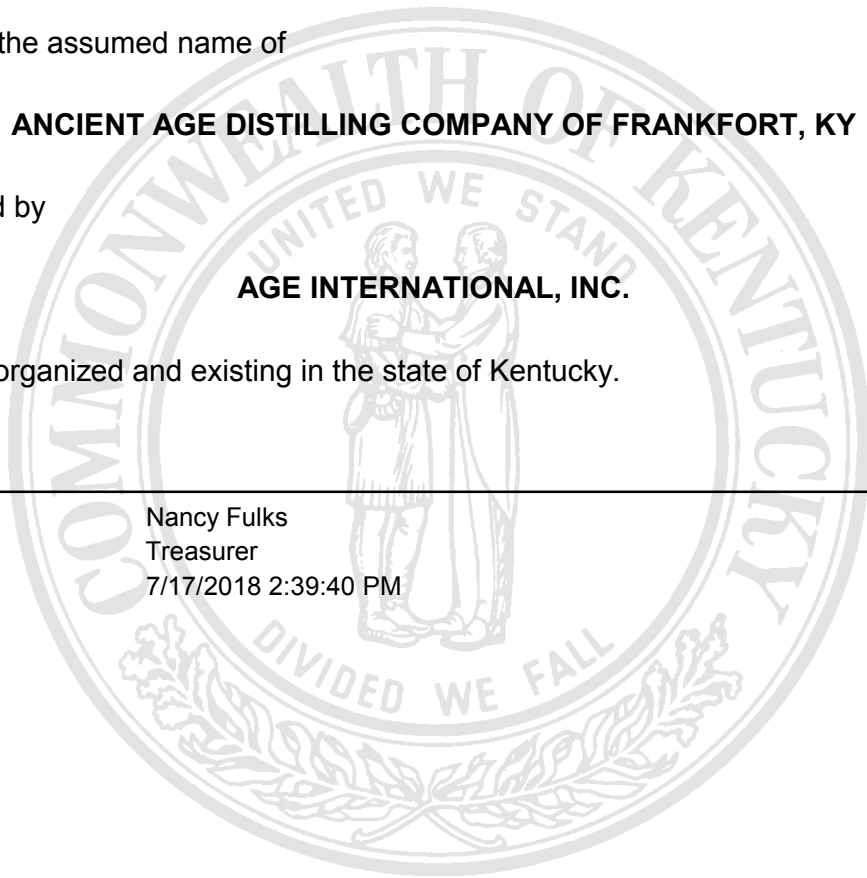 the assumed name of
ANCIENT AGE DISTILLING COMPANY OF FRANKFORT, KY
d by
AGE INTERNATIONAL, INC.
organized and existing in the state of Kentucky.
Nancy Fulks
Treasurer
7/17/2018 2:39:40 PM
COMMONWEALTH OF KENTUCKY
UNITED WE STAND
DIVIDED WE FALL